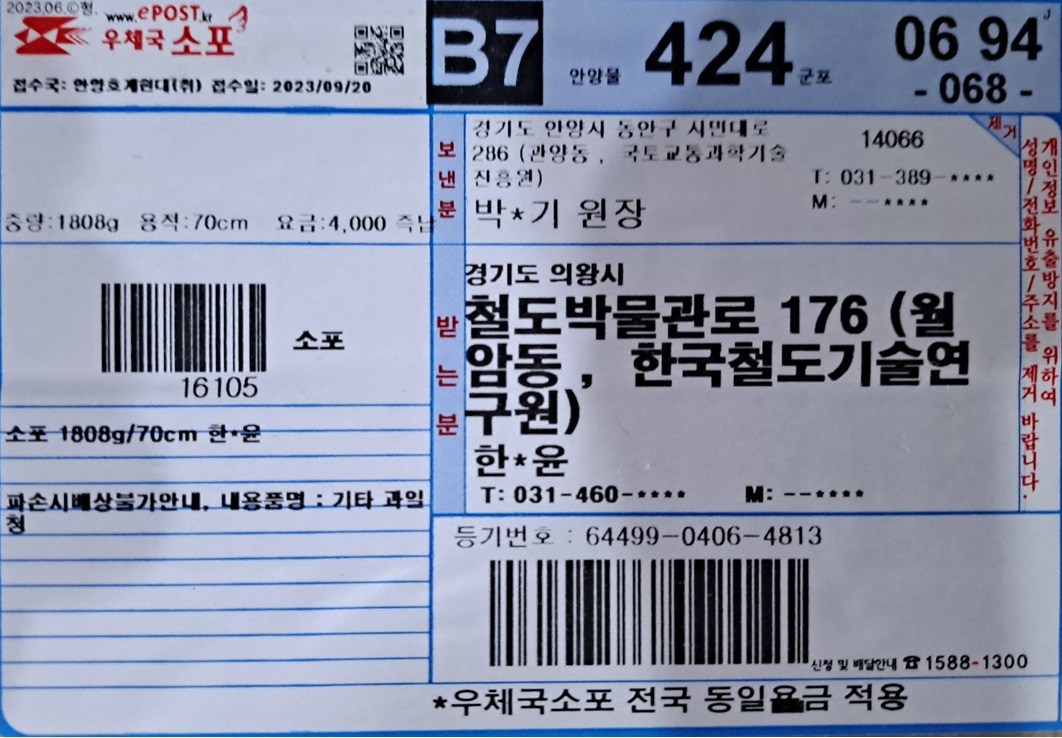 2023.06.©형.
www.ePOST.kr
우체국 소포
접수국: 안영호계현대(취) 접수일: 2023/09/20
B7
안양물 424 군포
06 94
- 068 -
중량:1808g 용적:70cm 요금:4,000 즉납
보낸분
경기도 안양시 동안구 시민대로
286 (관양동 , 국토교통과학기술
진흥원)
박*기 원장
14066
T: 031-389-****
M: --****
제거
개인정보 유출방지를 위하여
성명/전화번호/주소를 제거 바랍니다.
16105
소포
소포 1808g/70cm 한*윤
파손시배상불가안내, 내용품명 : 기타 과일
청
받는분
경기도 의왕시
철도박물관로 176 (월
암동 , 한국철도기술연
구원)
한*윤
T: 031-460-**** M: --****
등기번호 : 64499-0406-4813
신청 및 배달안내 ☎ 1588-1300
*우체국소포 전국 동일요금 적용